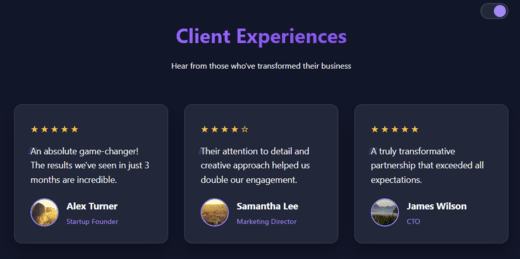 Client Experiences
Hear from those who've transformed their business
★★★★★
An absolute game-changer!
The results we've seen in just 3
months are incredible.
Alex Turner
Startup Founder
★★★★☆
Their attention to detail and
creative approach helped us
double our engagement.
Samantha Lee
Marketing Director
★★★★★
A truly transformative
partnership that exceeded all
expectations.
James Wilson
CTO